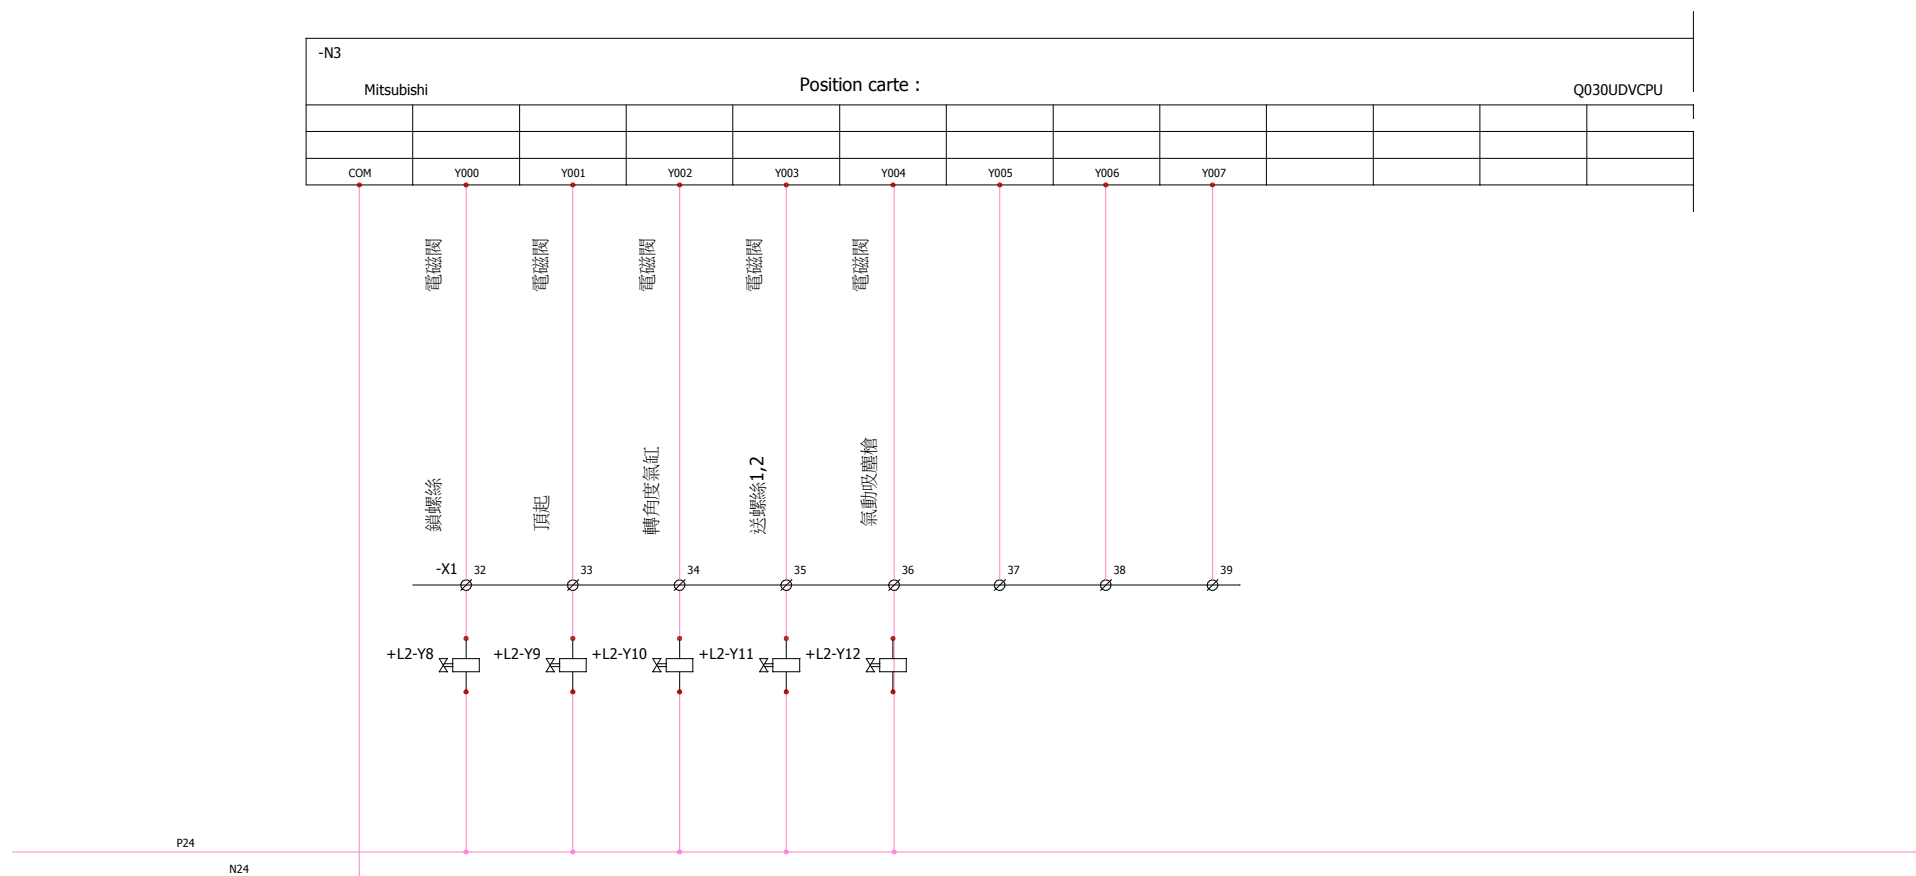 -N3
Mitsubishi
Position carte :
Q030UDVCPU
COM
Y000
Y001
Y002
Y003
Y004
Y005
Y006
Y007
電磁閥
電磁閥
電磁閥
電磁閥
電磁閥
鎖螺絲
頂起
轉角度氣缸
送螺絲1,2
氣動吸塵槍
-X1
32
33
34
35
36
37
38
39
+L2-Y8
+L2-Y9
+L2-Y10
+L2-Y11
+L2-Y12
P24
N24